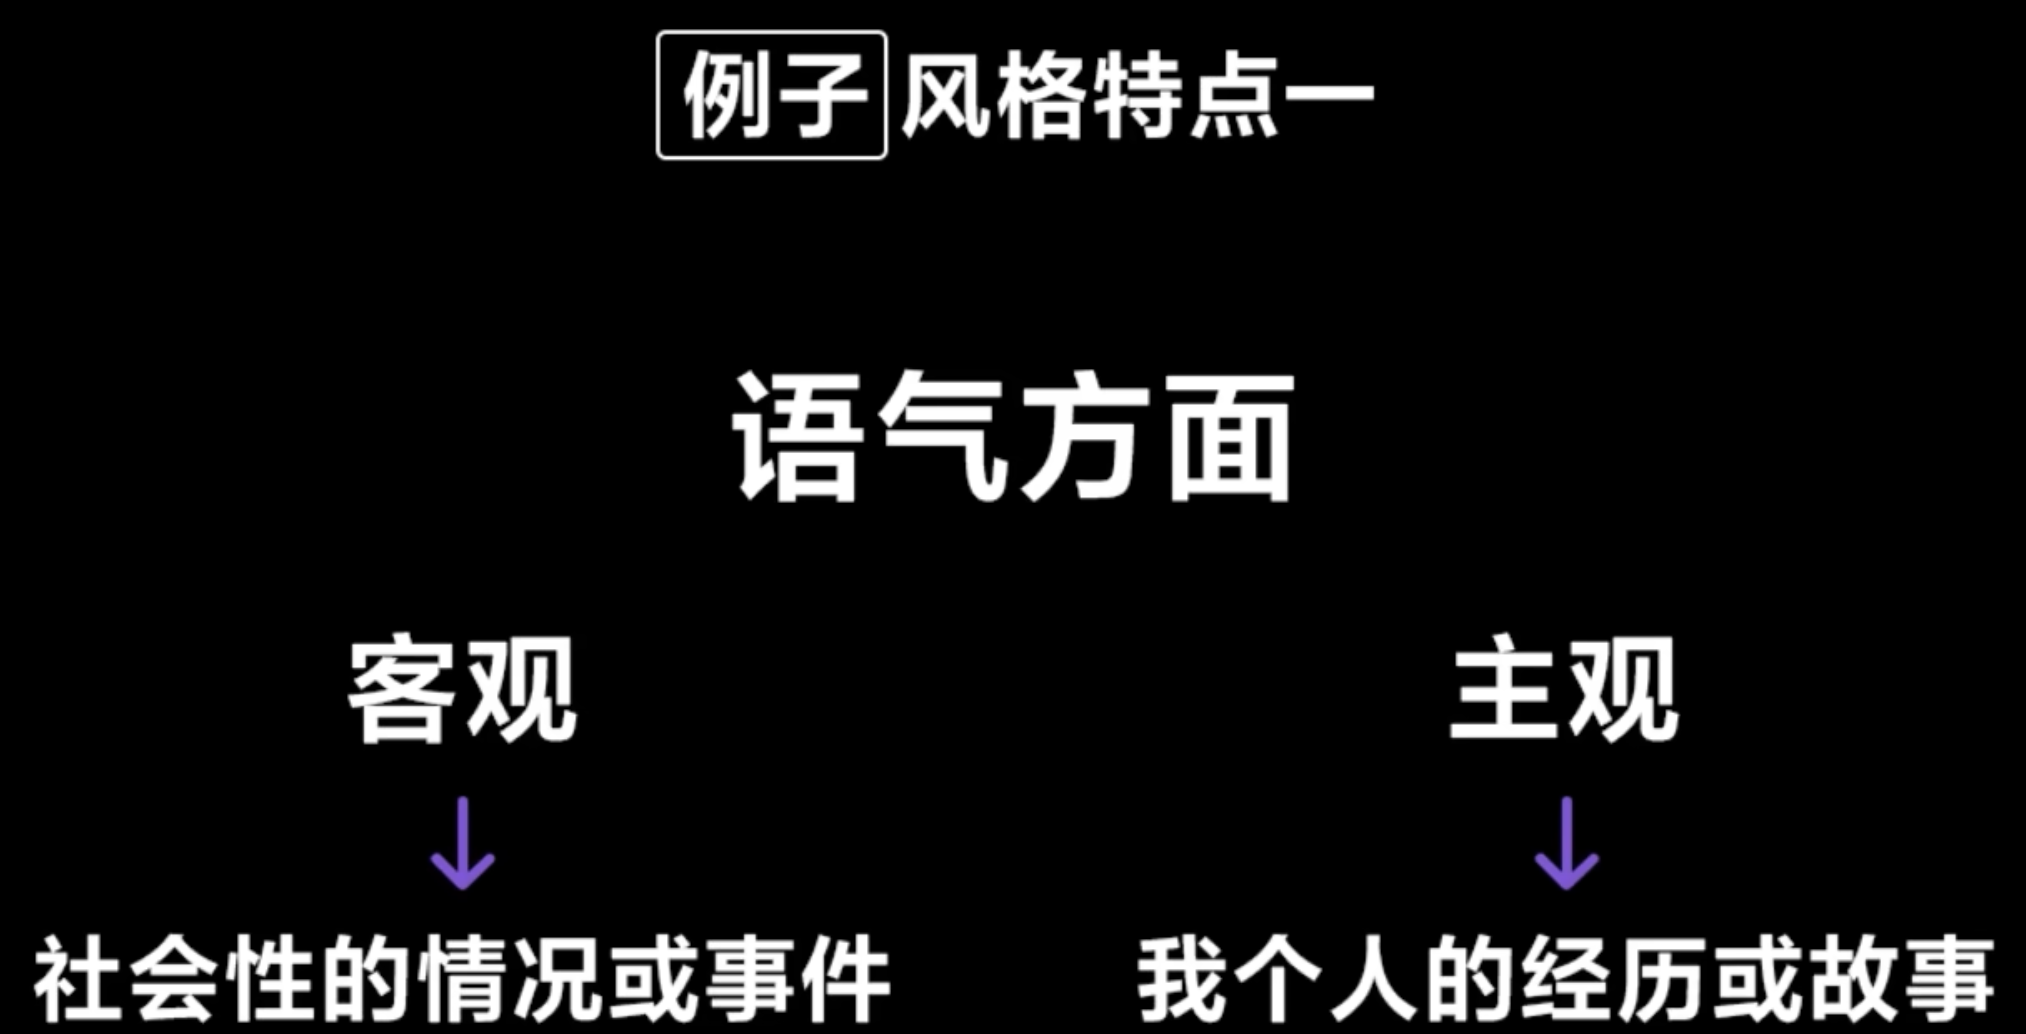 例子 风格特点一
语气方面
客观 主观
社会性的情况或事件 我个人的经历或故事